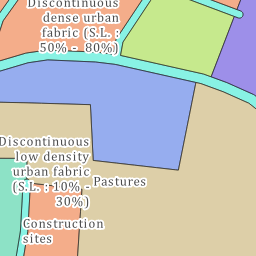 Discontinuous
dense urban
fabric (S.L. :
50% - 80%)
Discontinuous
low density
urban fabric
(S.L. : 10% -
30%)
Pastures
Construction
sites